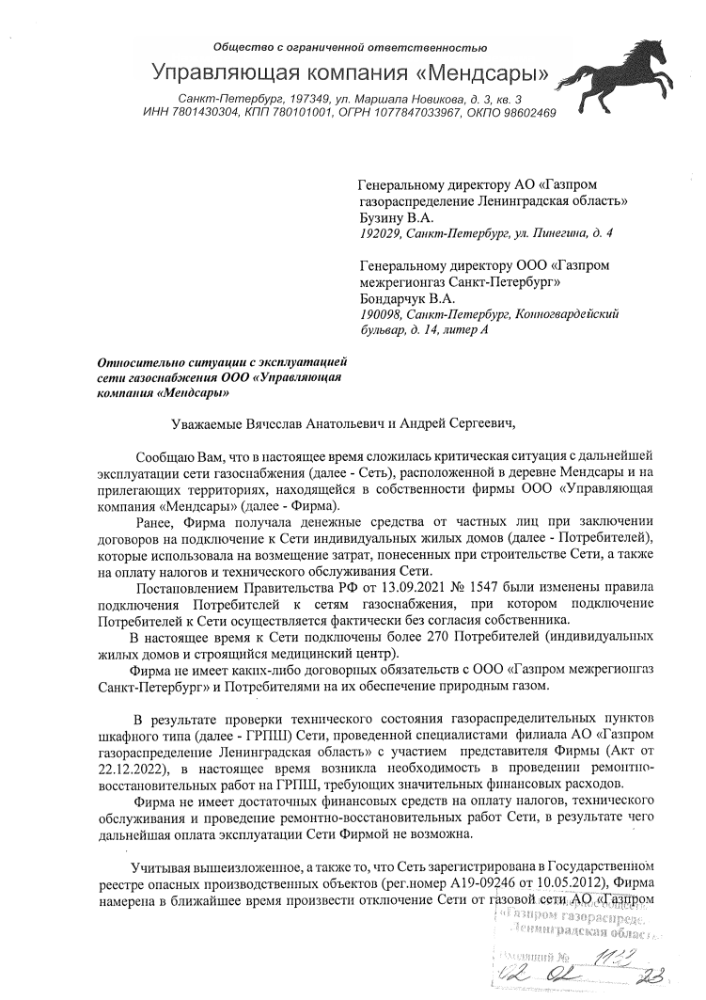 Общество с ограниченной ответственностью
Управляющая компания «Мендсары»
Санкт-Петербург, 197349, ул. Маршала Новикова, д. 3, кв. 3
ИНН 7801430304, КПП 780101001, ОГРН 1077847033967, ОКПО 98602469
Генеральному директору АО «Газпром
газораспределение Ленинградская область»
Бузину В.А.
192029, Санкт-Петербург, ул. Пинегина, д. 4
Генеральному директору ООО «Газпром
межрегионгаз Санкт-Петербург»
Бондарчук В.А.
190098, Санкт-Петербург, Конногвардейский
бульвар, д. 14, литер А
Относительно ситуации с эксплуатацией
сети газоснабжения ООО «Управляющая
компания «Мендсары»
Уважаемые Вячеслав Анатольевич и Андрей Сергеевич,
Сообщаю Вам, что в настоящее время сложилась критическая ситуация с дальнейшей
эксплуатации сети газоснабжения (далее - Сеть), расположенной в деревне Мендсары и на
прилегающих территориях, находящейся в собственности фирмы ООО «Управляющая
компания «Мендсары» (далее - Фирма).
Ранее, Фирма получала денежные средства от частных лиц при заключении
договоров на подключение к Сети индивидуальных жилых домов (далее - Потребителей),
которые использовала на возмещение затрат, понесенных при строительстве Сети, а также
на оплату налогов и технического обслуживания Сети.
Постановлением Правительства РФ от 13.09.2021 № 1547 были изменены правила
подключения Потребителей к сетям газоснабжения, при котором подключение
Потребителей к Сети осуществляется фактически без согласия собственника.
В настоящее время к Сети подключены более 270 Потребителей (индивидуальных
жилых домов и строящийся медицинский центр).
Фирма не имеет каких-либо договорных обязательств с ООО «Газпром межрегионгаз
Санкт-Петербург» и Потребителями на их обеспечение природным газом.
В результате проверки технического состояния газораспределительных пунктов
шкафного типа (далее - ГРПШ) Сети, проведенной специалистами филиала АО «Газпром
газораспределение Ленинградская область» с участием представителя Фирмы (Акт от
22.12.2022), в настоящее время возникла необходимость в проведении ремонтно-
восстановительных работ на ГРПШ, требующих значительных финансовых расходов.
Фирма не имеет достаточных финансовых средств на оплату налогов, технического
обслуживания и проведение ремонтно-восстановительных работ Сети, в результате чего
дальнейшая оплата эксплуатации Сети Фирмой не возможна.
Учитывая вышеизложенное, а также то, что Сеть зарегистрирована в Государственном
реестре опасных производственных объектов (рег.номер А19-09246 от 10.05.2012), Фирма
намерена в ближайшее время произвести отключение Сети от газовой сети АО «Газпром
«Газпром газораспреде
Ленинградская облас
Входящий № 1132
02 02 23